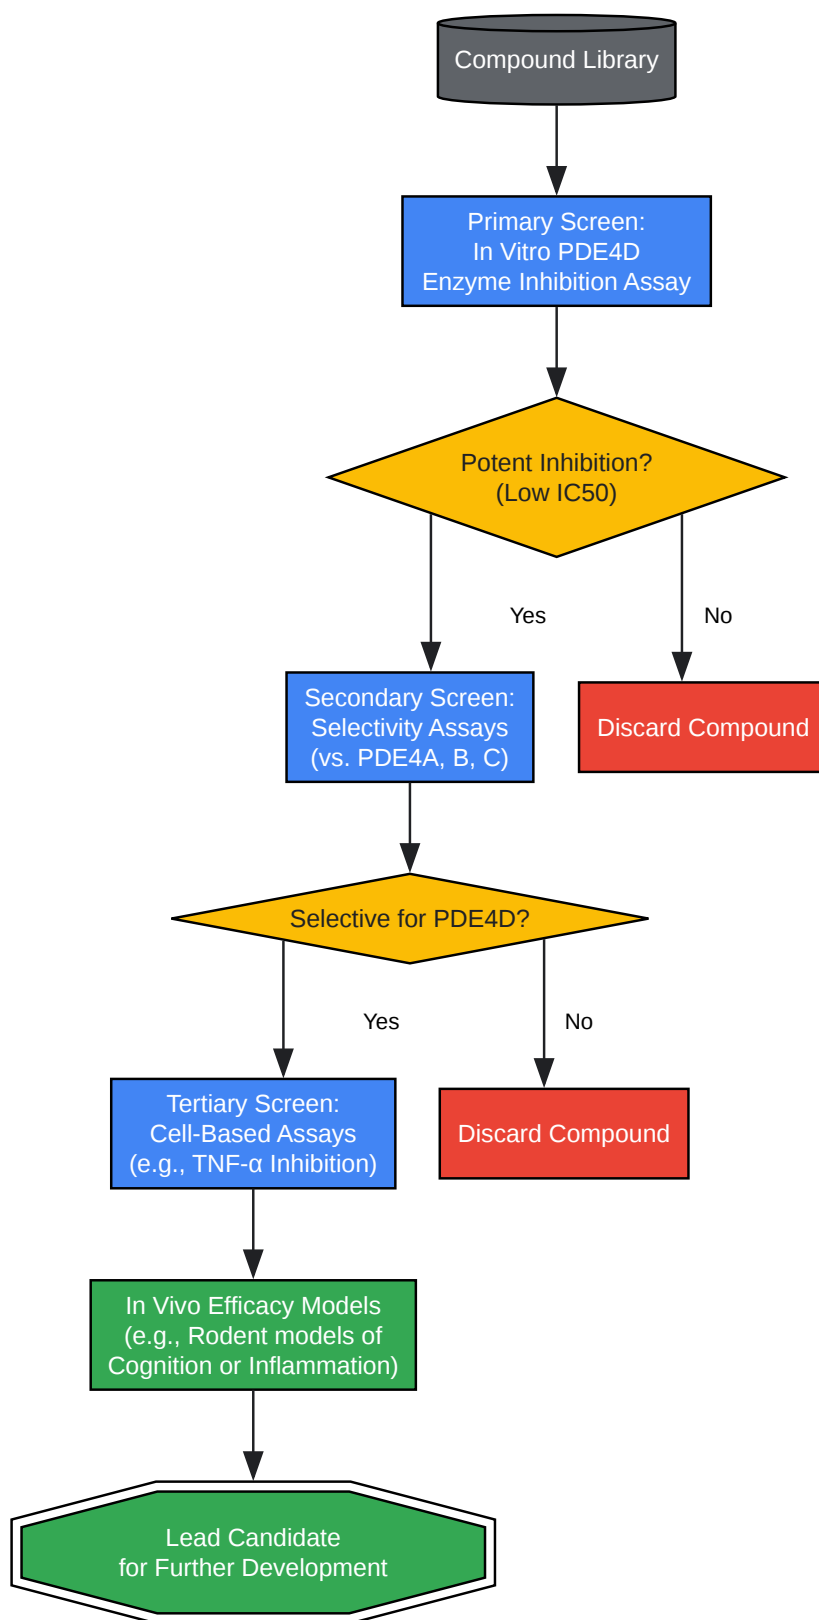 Compound Library
Primary Screen:
In Vitro PDE4D
Enzyme Inhibition Assay
Potent Inhibition?
(Low IC50)
Yes
No
Secondary Screen:
Selectivity Assays
(vs. PDE4A, B, C)
Discard Compound
Selective for PDE4D?
Yes
No
Tertiary Screen:
Cell-Based Assays
(e.g., TNF-α Inhibition)
Discard Compound
In Vivo Efficacy Models
(e.g., Rodent models of
Cognition or Inflammation)
Lead Candidate
for Further Development